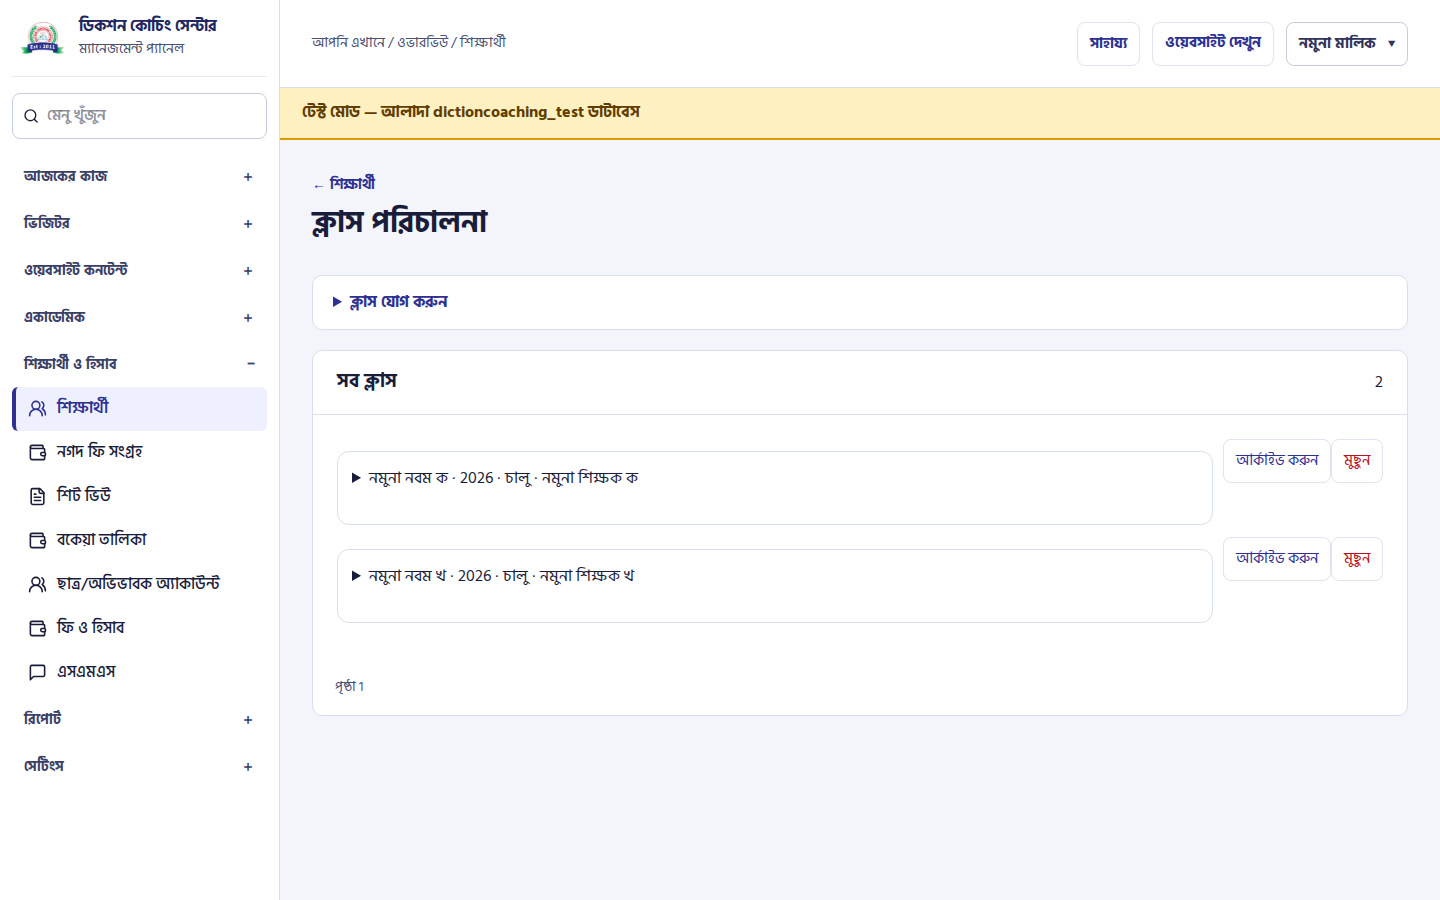 ডিকশন কোচিং সেন্টার
ম্যানেজমেন্ট প্যানেল
Est : 2011
মেনু খুঁজুন
আজকের কাজ +
ভিজিটর +
ওয়েবসাইট কনটেন্ট +
একাডেমিক +
শিক্ষার্থী ও হিসাব −
শিক্ষার্থী
নগদ ফি সংগ্রহ
শিট ভিউ
বকেয়া তালিকা
ছাত্র/অভিভাবক অ্যাকাউন্ট
ফি ও হিসাব
এসএমএস
রিপোর্ট +
সেটিংস +
আপনি এখানে / ওভারভিউ / শিক্ষার্থী
সাহায্য
ওয়েবসাইট দেখুন
নমুনা মালিক ▼
টেস্ট মোড — আলাদা dictioncoaching_test ডাটাবেস
← শিক্ষার্থী
ক্লাস পরিচালনা
▶ ক্লাস যোগ করুন
সব ক্লাস 2
▶ নমুনা নবম ক · 2026 · চালু · নমুনা শিক্ষক ক
আর্কাইভ করুন মুছুন
▶ নমুনা নবম খ · 2026 · চালু · নমুনা শিক্ষক খ
আর্কাইভ করুন মুছুন
পৃষ্ঠা 1